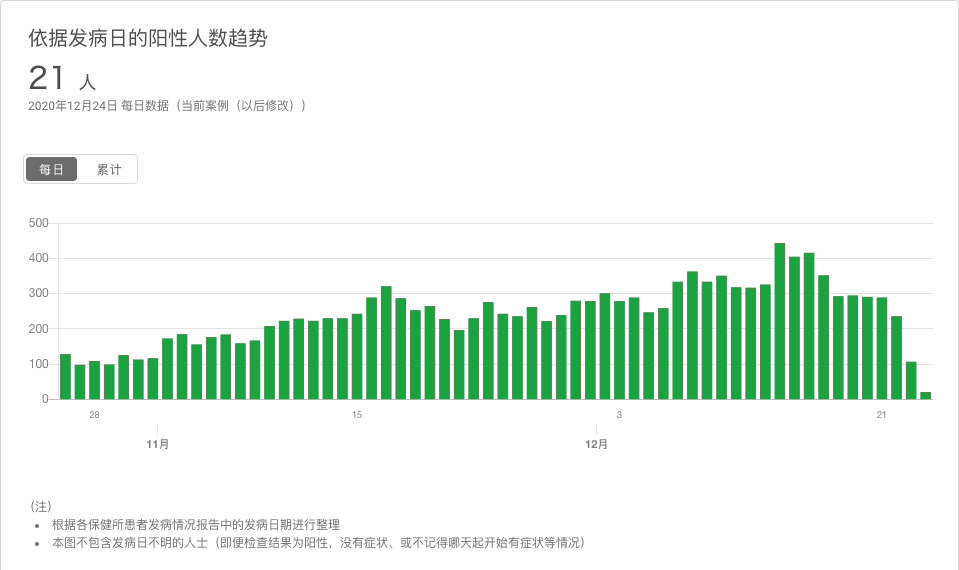 依据发病日的阳性人数趋势
21 人
2020年12月24日 每日数据（当前案例（以后修改））
每日 累计
500
400
300
200
100
0
28 15 3 21
11月 12月
（注）
• 根据各保健所患者发病情况报告中的发病日期进行整理
• 本图不包含发病日不明的人士（即便检查结果为阳性，没有症状、或不记得哪天起开始有症状等情况）